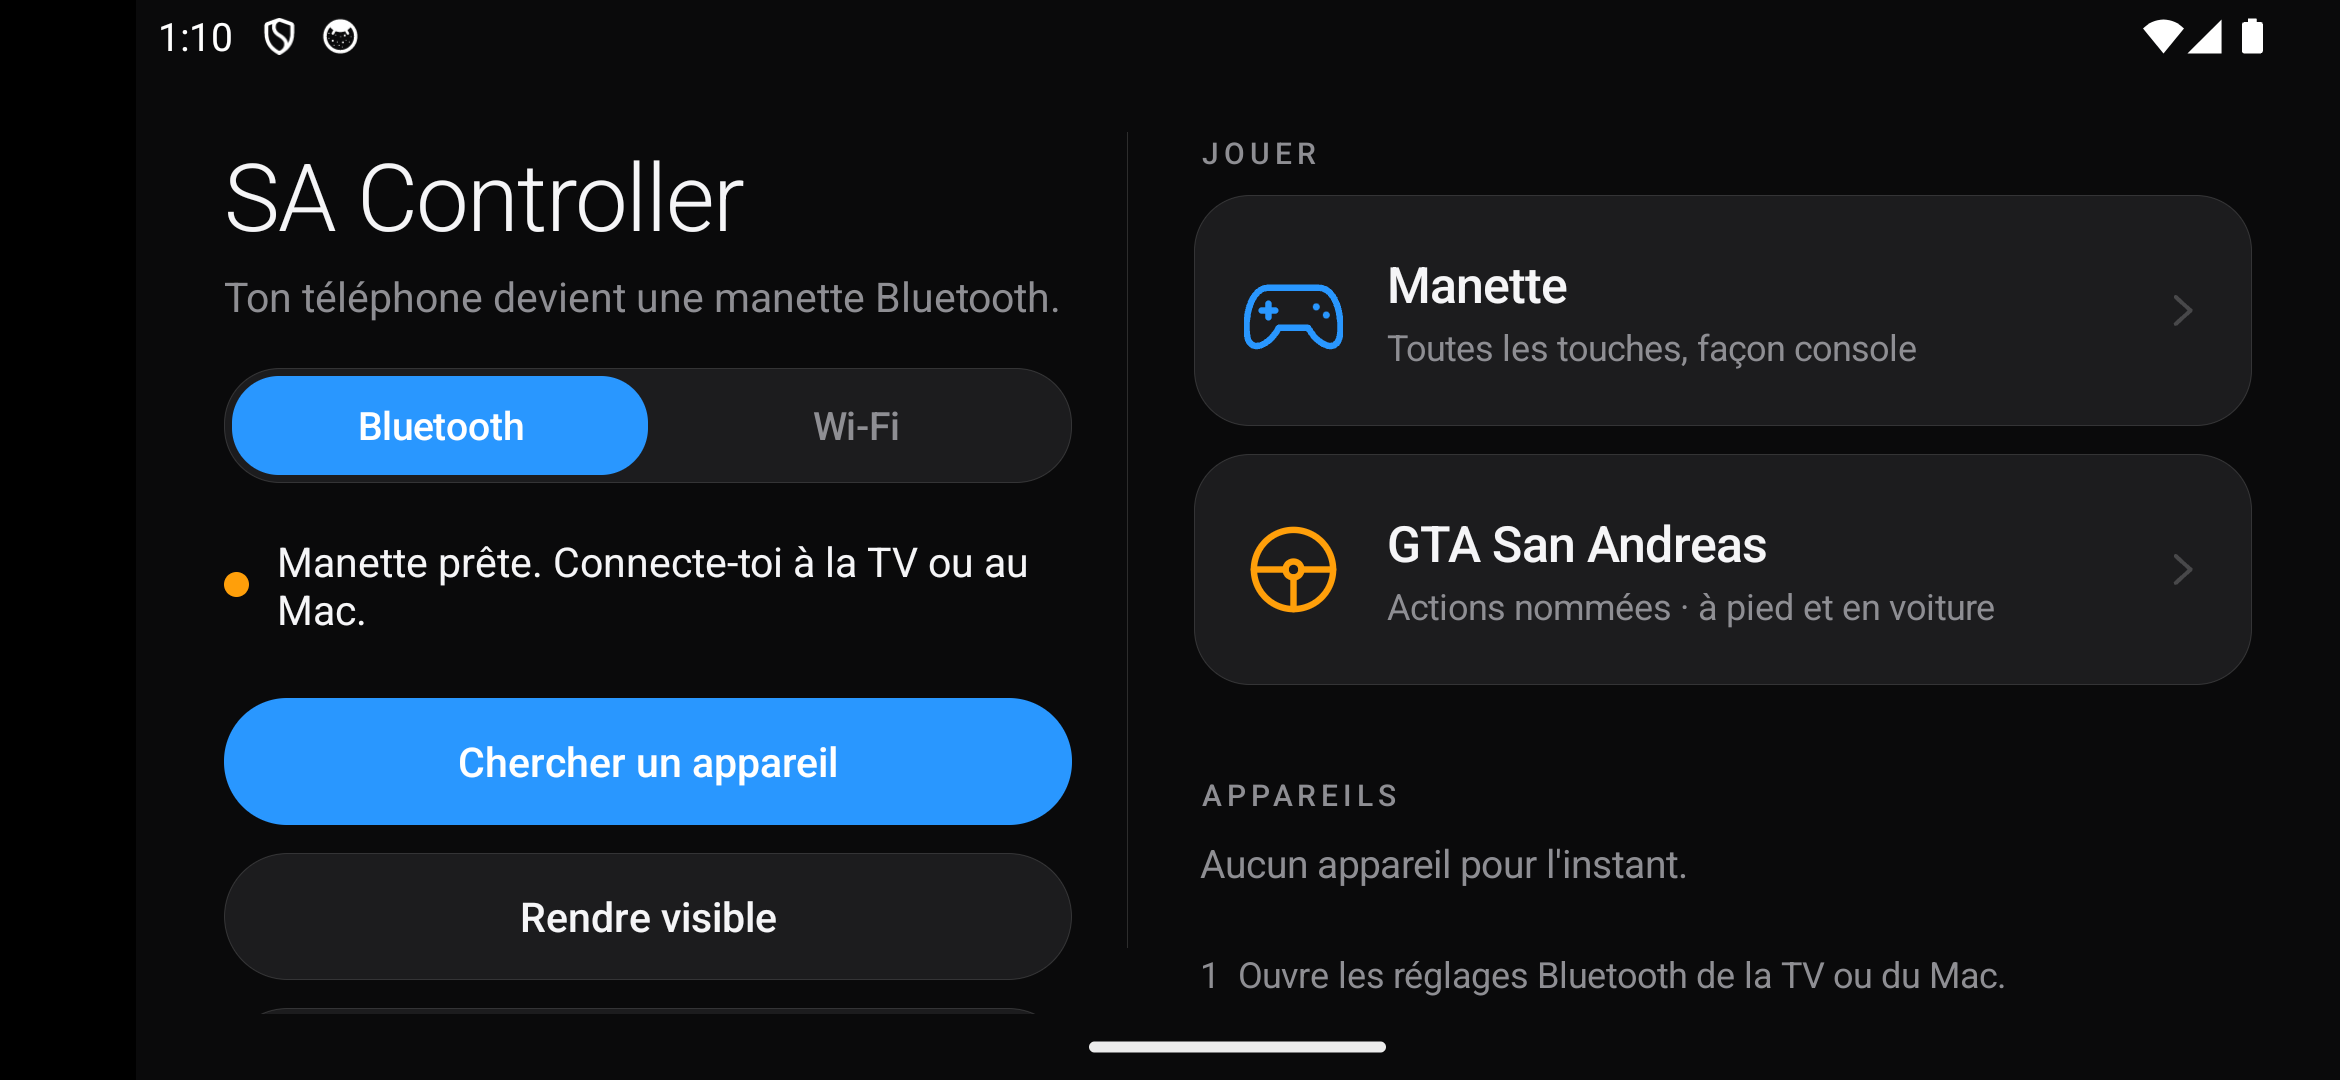 1:10
SA Controller
Ton téléphone devient une manette Bluetooth.
Bluetooth
Wi-Fi
Manette prête. Connecte-toi à la TV ou au
Mac.
Chercher un appareil
Rendre visible
JOUER
Manette
Toutes les touches, façon console
GTA San Andreas
Actions nommées · à pied et en voiture
APPAREILS
Aucun appareil pour l'instant.
1 Ouvre les réglages Bluetooth de la TV ou du Mac.